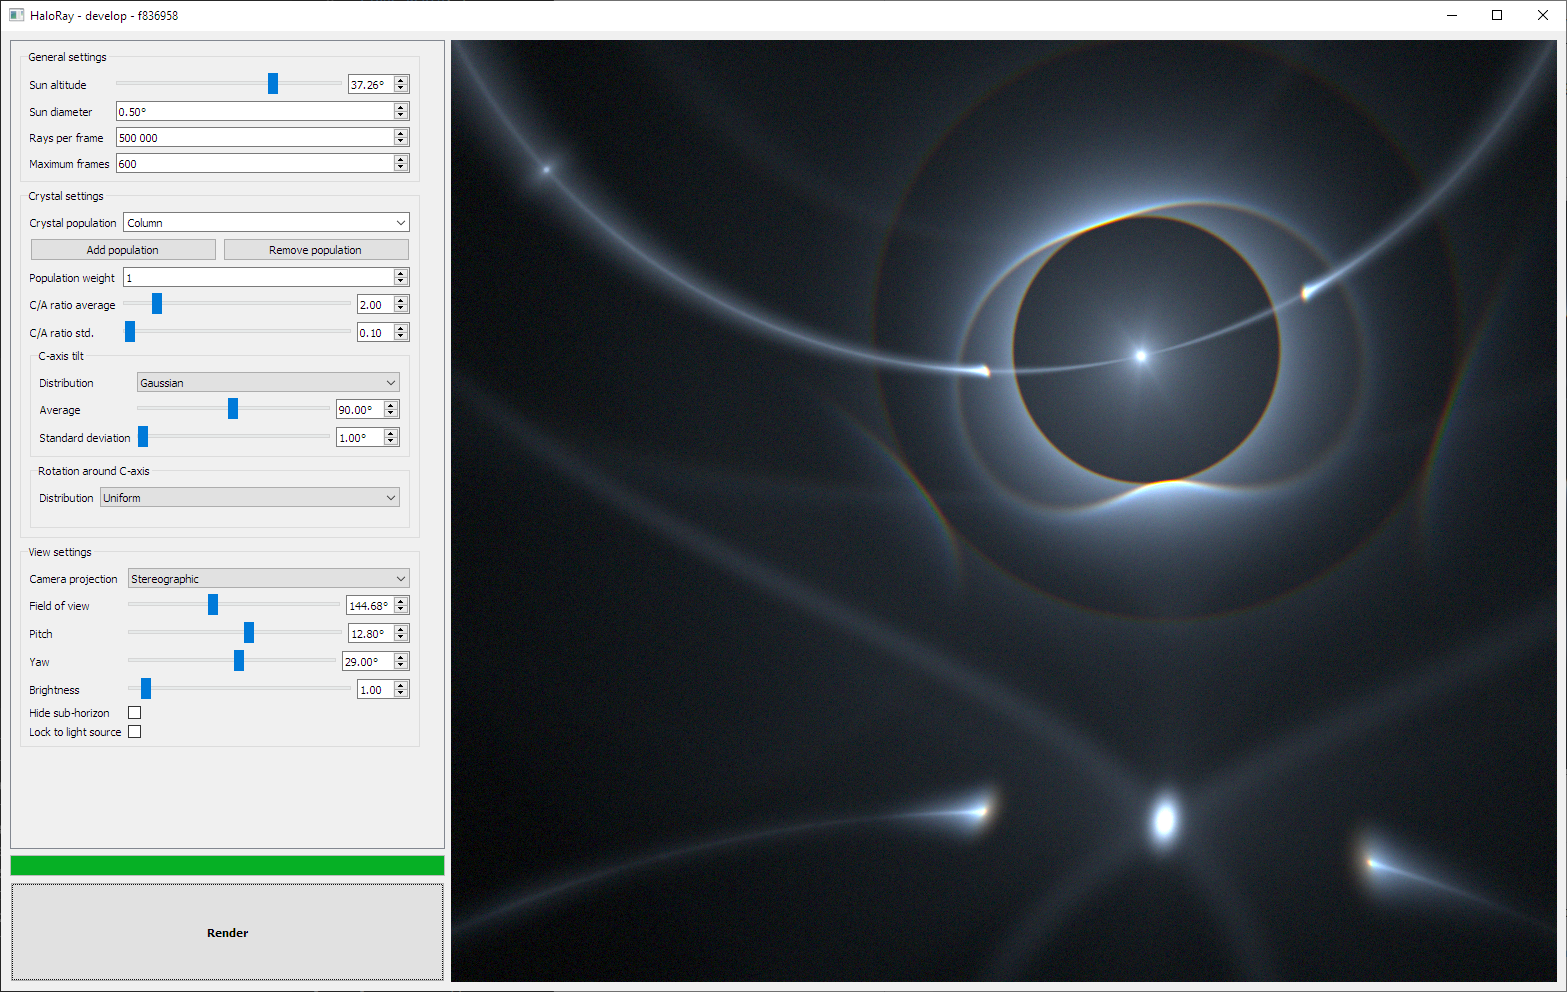 HaloRay - develop - f836958
General settings
Sun altitude 37.26°
Sun diameter 0.50°
Rays per frame 500 000
Maximum frames 600
Crystal settings
Crystal population Column
Add population Remove population
Population weight 1
C/A ratio average 2.00
C/A ratio std. 0.10
C-axis tilt
Distribution Gaussian
Average 90.00°
Standard deviation 1.00°
Rotation around C-axis
Distribution Uniform
View settings
Camera projection Stereographic
Field of view 144.68°
Pitch 12.80°
Yaw 29.00°
Brightness 1.00
Hide sub-horizon
Lock to light source
Render